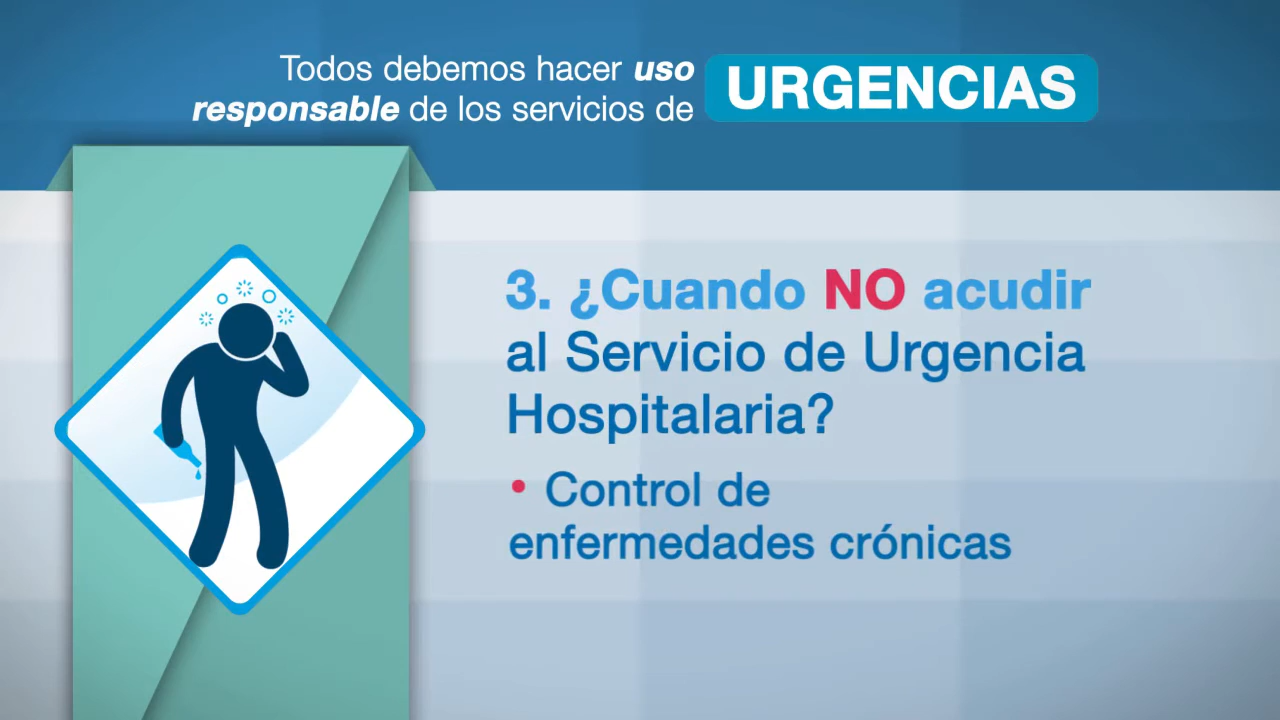 Todos debemos hacer uso
responsable de los servicios de
URGENCIAS
3. ¿Cuando NO acudir
al Servicio de Urgencia
Hospitalaria?
• Control de
enfermedades crónicas